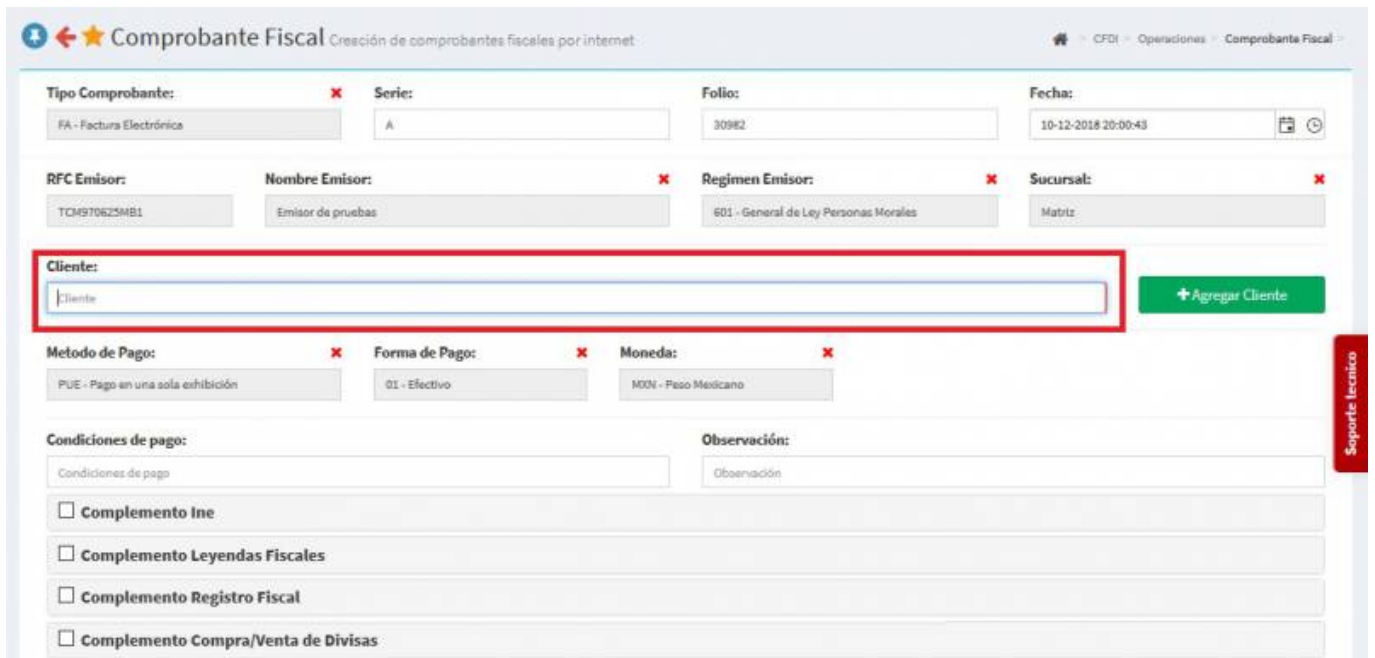 Comprobante Fiscal Creación de comprobantes fiscales por internet
CFDI > Operaciones > Comprobante Fiscal >
Tipo Comprobante: Serie: Folio: Fecha:
FA - Factura Electrónica A 30982 10-12-2018 20:00:43
RFC Emisor: Nombre Emisor: Regimen Emisor: Sucursal:
TCM970625MB1 Emisor de pruebas 601 - General de Ley Personas Morales Matriz
Cliente:
Cliente
+Agregar Cliente
Metodo de Pago: Forma de Pago: Moneda:
PUE - Pago en una sola exhibición 01 - Efectivo MXN - Peso Mexicano
Soporte tecnico
Condiciones de pago: Observación:
Condiciones de pago Observación
Complemento Ine
Complemento Leyendas Fiscales
Complemento Registro Fiscal
Complemento Compra/Venta de Divisas